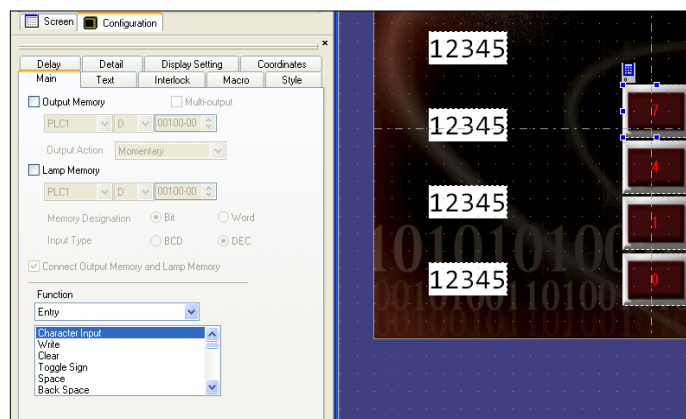 Screen Configuration
Delay Detail Display Setting Coordinates
Main Text Interlock Macro Style
Output Memory Multi-output
PLC1 D 00100-00
Output Action Momentary
Lamp Memory
PLC1 D 00100-00
Memory Designation Bit Word
Input Type BCD DEC
Connect Output Memory and Lamp Memory
Function
Entry
Character Input
Write
Clear
Toggle Sign
Space
Back Space
12345
12345
12345
12345
7
4
1
0